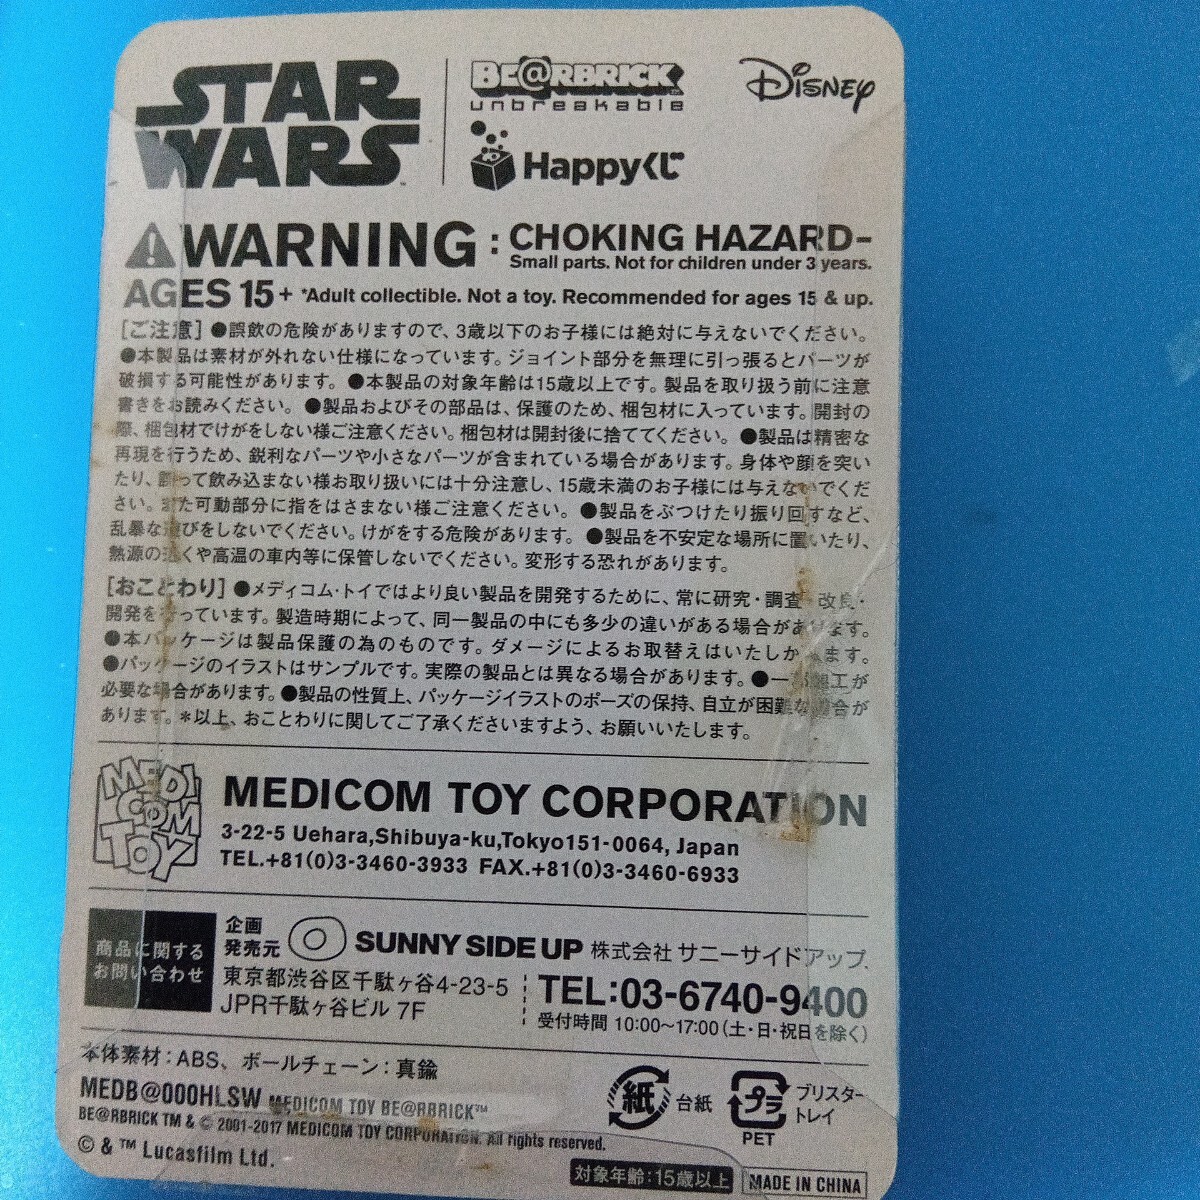 STAR WARS
BE@RBRICK
unbreakable
Happyくじ
Disney
WARNING : CHOKING HAZARD–
Small parts. Not for children under 3 years.
AGES 15+ *Adult collectible. Not a toy. Recommended for ages 15 & up.
[ご注意] ●誤飲の危険がありますので、3歳以下のお子様には絶対に与えないでください。
●本製品は素材が外れない仕様になっています。ジョイント部分を無理に引っ張るとパーツが
破損する可能性があります。 ●本製品の対象年齢は15歳以上です。製品を取り扱う前に注意
書きをお読みください。 ●製品およびその部品は、保護のため、梱包材に入っています。開封の
際、梱包材でけがをしない様ご注意ください。梱包材は開封後に捨ててください。 ●製品は精密な
再現を行うため、鋭利なパーツや小さなパーツが含まれている場合があります。身体や顔を突い
たり、誤って飲み込まない様お取り扱いには十分注意し、15歳未満のお子様には与えないでくだ
さい。また可動部分に指をはさまない様ご注意ください。 ●製品をぶつけたり振り回すなど、
乱暴な遊びをしないでください。けがをする危険があります。 ●製品を不安定な場所に置いたり、
熱源の近くや高温の車内等に保管しないでください。変形する恐れがあります。
[おことわり] ●メディコム・トイではより良い製品を開発するために、常に研究・調査・改良・
開発を行っています。製造時期によって、同一製品の中にも多少の違いがある場合があります。
●本パッケージは製品保護の為のものです。ダメージによるお取替えはいたしかねます。
●パッケージのイラストはサンプルです。実際の製品とは異なる場合があります。●一部加工が
必要な場合があります。●製品の性質上、パッケージイラストのポーズの保持、自立が困難な場合が
あります。*以上、おことわりに関してご了承くださいますよう、お願いいたします。
MEDI COM TOY
MEDICOM TOY CORPORATION
3-22-5 Uehara,Shibuya-ku,Tokyo151-0064, Japan
TEL.+81(0)3-3460-3933 FAX.+81(0)3-3460-6933
商品に関する
お問い合わせ
企画
発売元
SUNNY SIDE UP 株式会社 サニーサイドアップ
東京都渋谷区千駄ヶ谷4-23-5
JPR千駄ヶ谷ビル 7F
TEL:03-6740-9400
受付時間 10:00~17:00 (土・日・祝日を除く)
本体素材：ABS、ボールチェーン：真鍮
MEDB@000HLSW MEDICOM TOY BE@RBRICK™
BE@RBRICK TM & © 2001-2017 MEDICOM TOY CORPORATION. All rights reserved.
© & ™ Lucasfilm Ltd.
紙 台紙
プラ
PET
ブリスター
トレイ
対象年齢：15歳以上
MADE IN CHINA